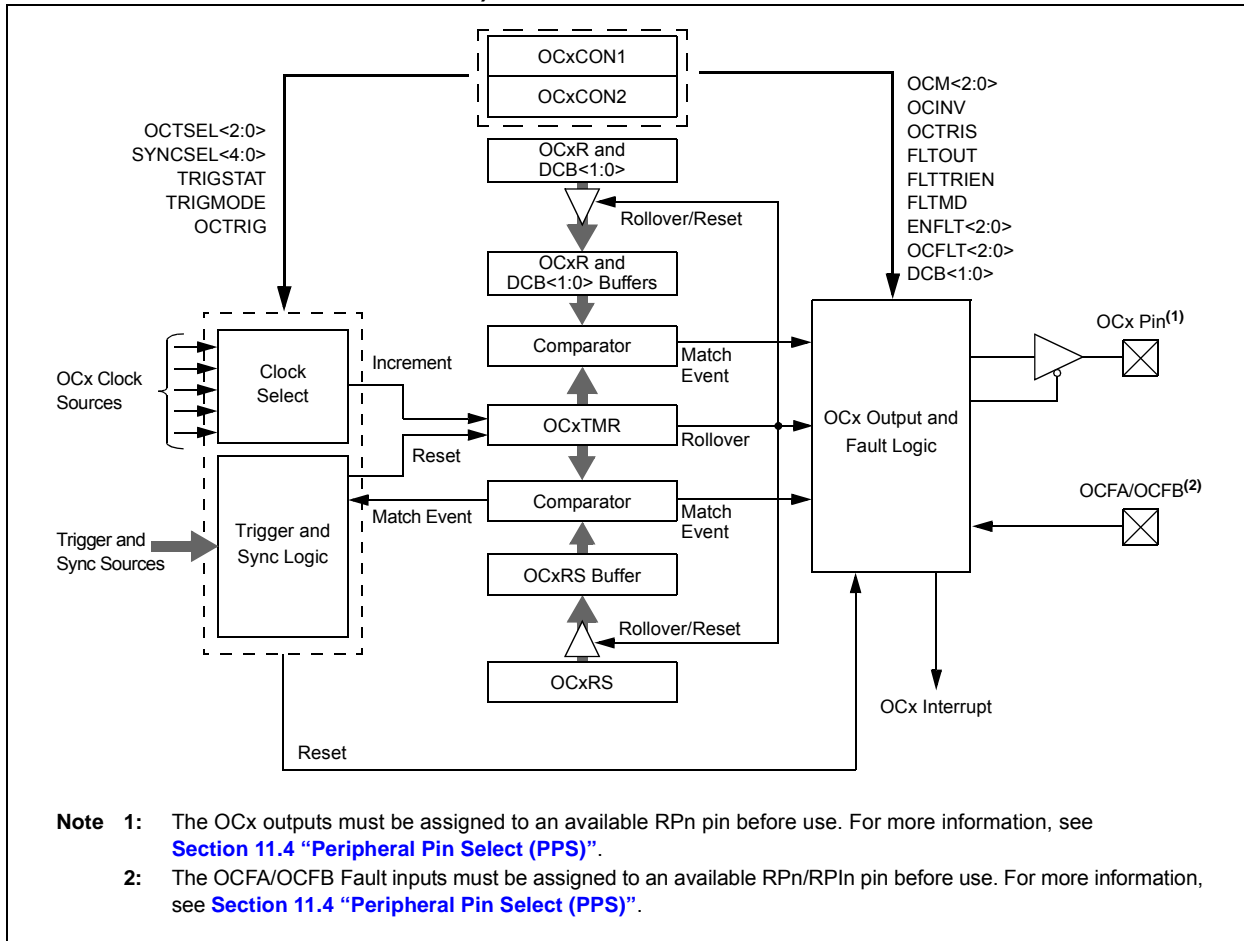 OCxCON1
OCxCON2
OCTSEL<2:0>
SYNCSEL<4:0>
TRIGSTAT
TRIGMODE
OCTRIG
OCM<2:0>
OCINV
OCTRIS
FLTOUT
FLTTRIEN
FLTMD
ENFLT<2:0>
OCFLT<2:0>
DCB<1:0>
OCxR and
DCB<1:0>
Rollover/Reset
OCxR and
DCB<1:0> Buffers
OCx Clock
Sources
Clock
Select
Increment
Comparator
Match
Event
OCx Pin(1)
OCxTMR
Rollover
Reset
OCx Output and
Fault Logic
Trigger and
Sync Sources
Trigger and
Sync Logic
Match Event
Comparator
Match
Event
OCFA/OCFB(2)
OCxRS Buffer
Rollover/Reset
OCxRS
OCx Interrupt
Reset
Note 1: The OCx outputs must be assigned to an available RPn pin before use. For more information, see
Section 11.4 “Peripheral Pin Select (PPS)”.
2: The OCFA/OCFB Fault inputs must be assigned to an available RPn/RPIn pin before use. For more information,
see Section 11.4 “Peripheral Pin Select (PPS)”.